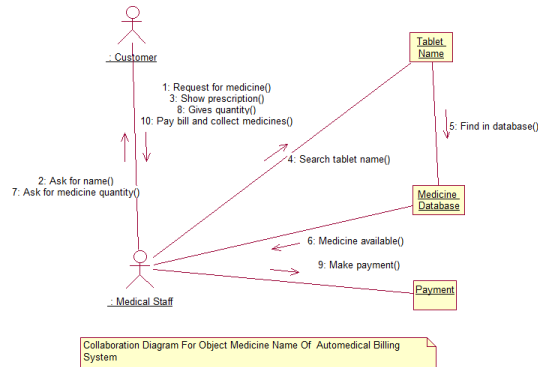 : Customer
Tablet
Name
1: Request for medicine()
3: Show prescription()
8: Gives quantity()
10: Pay bill and collect medicines()
5: Find in database()
4: Search tablet name()
2: Ask for name()
7: Ask for medicine quantity()
Medicine
Database
6: Medicine available()
9: Make payment()
: Medical Staff
Payment
Collaboration Diagram For Object Medicine Name Of Automedical Billing
System